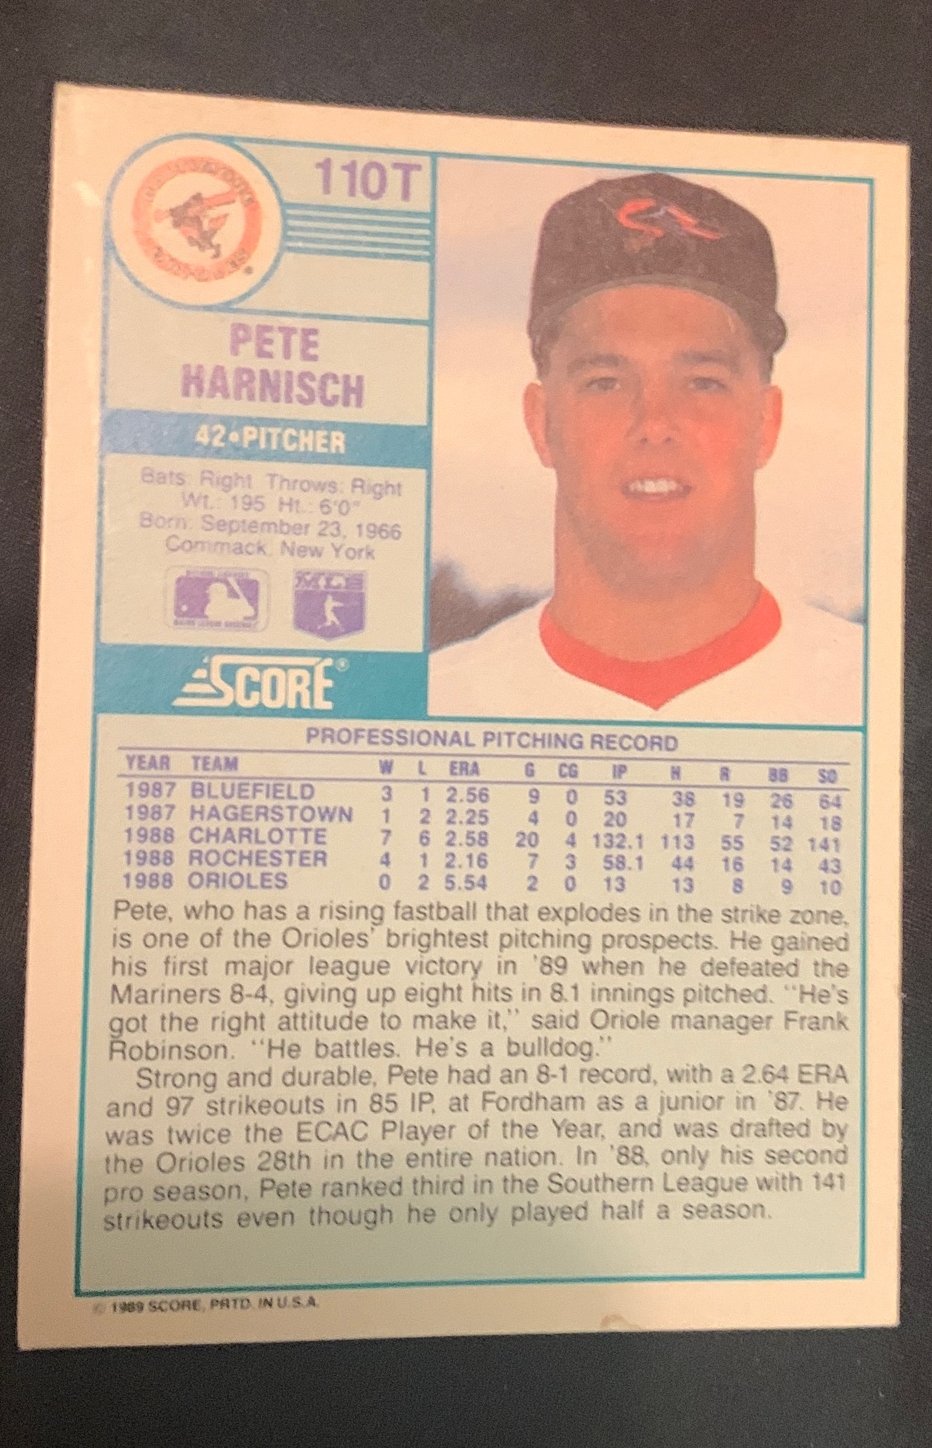 110T
PETE
HARNISCH
42•PITCHER
Bats: Right Throws: Right
Wt.: 195 Ht.: 6'0"
Born: September 23, 1966
Commack, New York
MAJOR LEAGUE BASEBALL
SCORE®
PROFESSIONAL PITCHING RECORD
YEAR TEAM W L ERA G CG IP H R BB SO
1987 BLUEFIELD 3 1 2.56 9 0 53 38 19 26 64
1987 HAGERSTOWN 1 2 2.25 4 0 20 17 7 14 18
1988 CHARLOTTE 7 6 2.58 20 4 132.1 113 55 52 141
1988 ROCHESTER 4 1 2.16 7 3 58.1 44 16 14 43
1988 ORIOLES 0 2 5.54 2 0 13 13 8 9 10
Pete, who has a rising fastball that explodes in the strike zone,
is one of the Orioles' brightest pitching prospects. He gained
his first major league victory in '89 when he defeated the
Mariners 8-4, giving up eight hits in 8.1 innings pitched. "He's
got the right attitude to make it," said Oriole manager Frank
Robinson. "He battles. He's a bulldog."
Strong and durable, Pete had an 8-1 record, with a 2.64 ERA
and 97 strikeouts in 85 IP, at Fordham as a junior in '87. He
was twice the ECAC Player of the Year, and was drafted by
the Orioles 28th in the entire nation. In '88, only his second
pro season, Pete ranked third in the Southern League with 141
strikeouts even though he only played half a season.
© 1989 SCORE, PRTD. IN U.S.A.